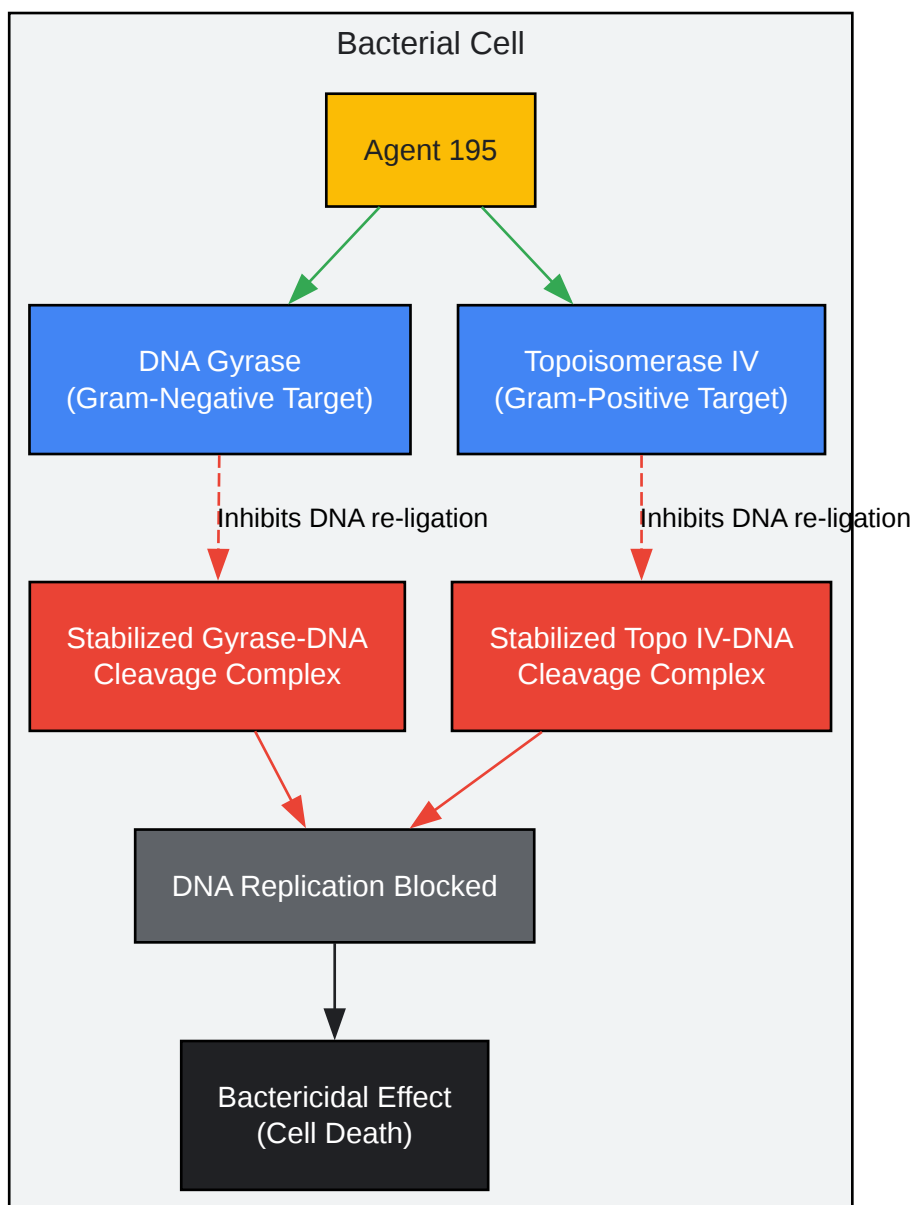 Bacterial Cell
Agent 195
DNA Gyrase
(Gram-Negative Target)
Topoisomerase IV
(Gram-Positive Target)
Inhibits DNA re-ligation
Inhibits DNA re-ligation
Stabilized Gyrase-DNA
Cleavage Complex
Stabilized Topo IV-DNA
Cleavage Complex
DNA Replication Blocked
Bactericidal Effect
(Cell Death)